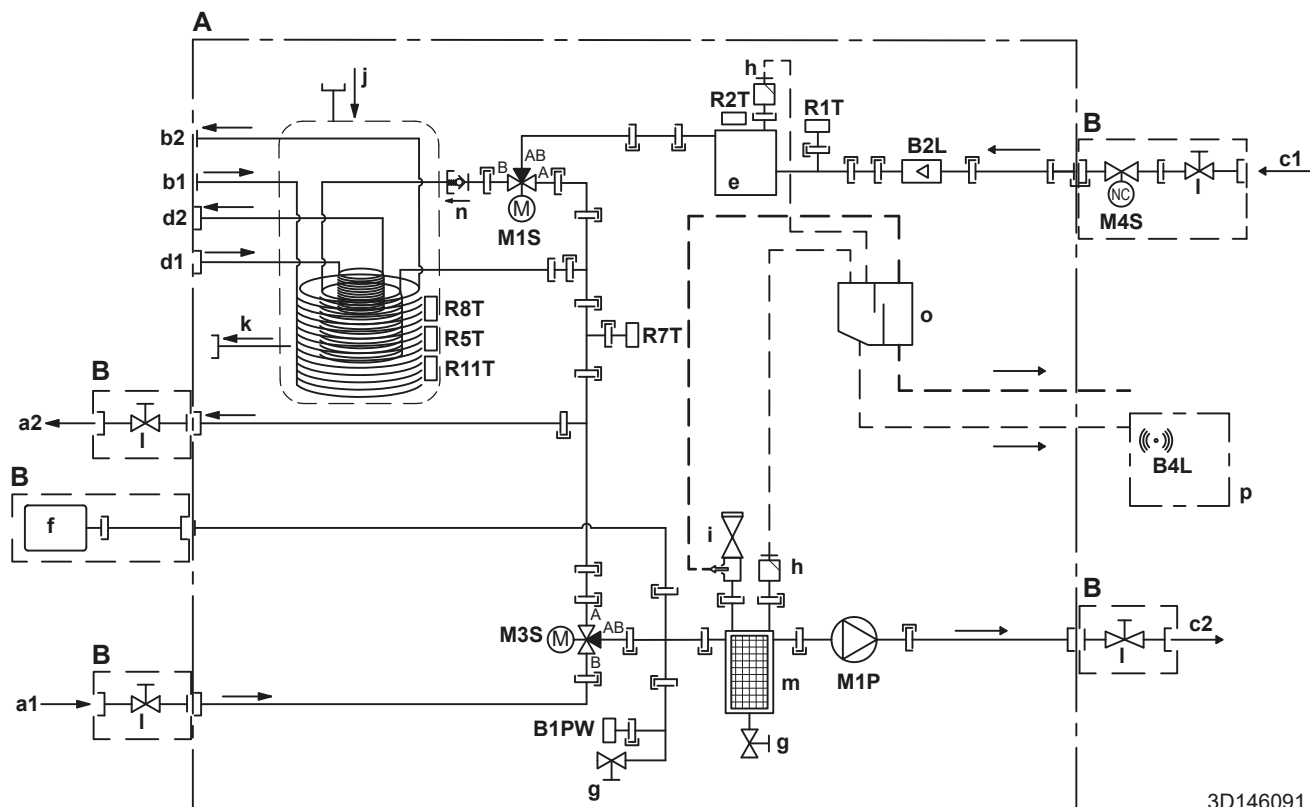 A
B
j
h
R2T
R1T
B
c1
b2
B2L
AB
B
A
e
l
b1
n
M
NC
M4S
M1S
d2
d1
R8T
o
k
R5T
R7T
R11T
B
a2
l
B4L
B
p
f
i
h
B
A
M3S
M
AB
c2
B
B
l
M1P
m
a1
l
B1PW
g
g
3D146091